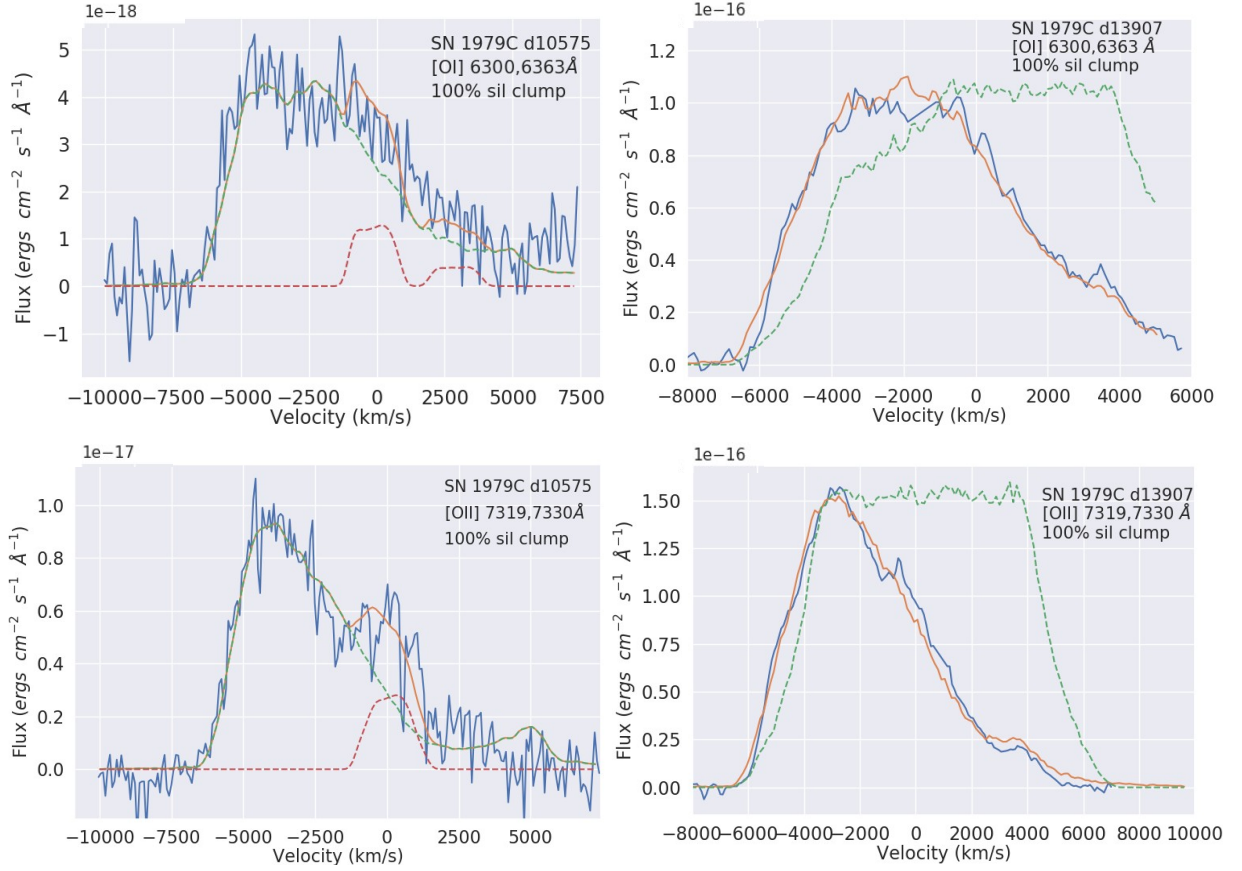 1e−18
SN 1979C d10575
[OI] 6300,6363Å
100% sil clump
5
4
3
2
1
0
−1
Flux (ergs cm−2 s−1 Å−1)
−10000 −7500 −5000 −2500 0 2500 5000 7500
Velocity (km/s)
1e−16
SN 1979C d13907
[OI] 6300,6363 Å
100% sil clump
1.2
1.0
0.8
0.6
0.4
0.2
0.0
Flux (ergs cm−2 s−1 Å−1)
−8000 −6000 −4000 −2000 0 2000 4000 6000
Velocity (km/s)
1e−17
SN 1979C d10575
[OII] 7319,7330Å
100% sil clump
1.0
0.8
0.6
0.4
0.2
0.0
Flux (ergs cm−2 s−1 Å−1)
−10000 −7500 −5000 −2500 0 2500 5000
Velocity (km/s)
1e−16
SN 1979C d13907
[OII] 7319,7330 Å
100% sil clump
1.50
1.25
1.00
0.75
0.50
0.25
0.00
Flux (ergs cm−2 s−1 Å−1)
−8000 −6000 −4000 −2000 0 2000 4000 6000 8000 10000
Velocity (km/s)